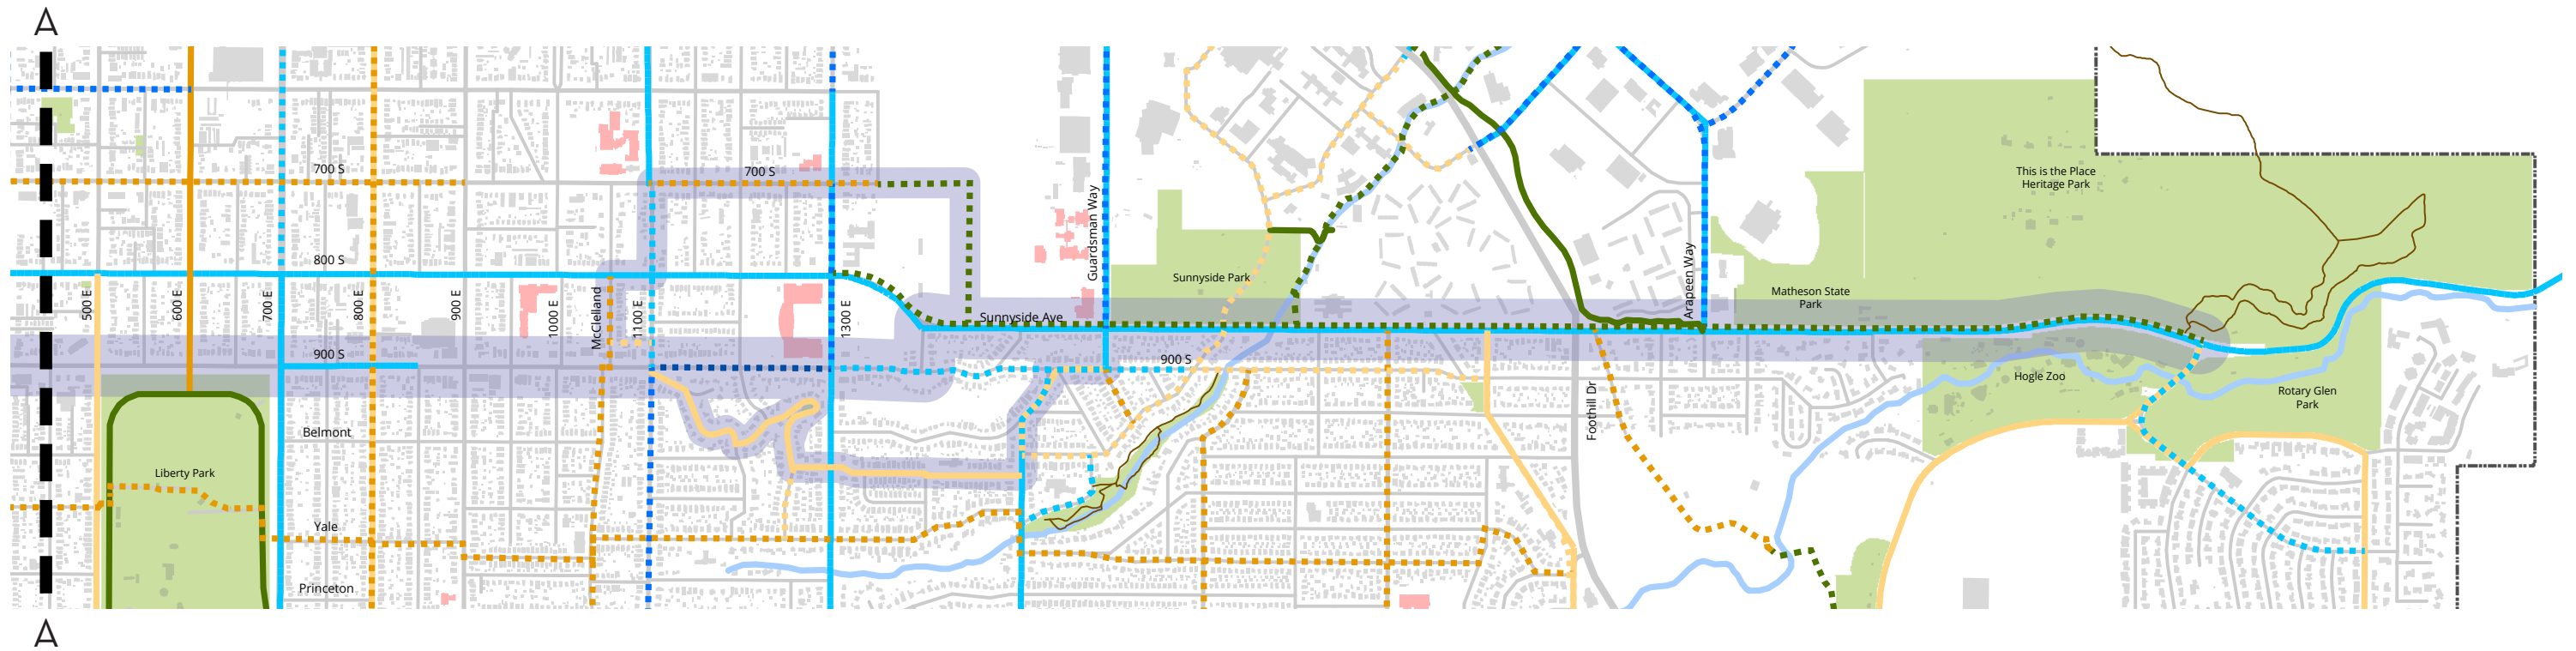 A
700 S
700 S
This is the Place
Heritage Park
Guardsman Way
800 S
Sunnyside Park
Arapeen Way
Matheson State
Park
500 E
600 E
700 E
800 E
900 E
1000 E
McClelland
1100 E
1300 E
Sunnyside Ave
900 S
900 S
Hogle Zoo
Rotary Glen
Park
Foothill Dr
Belmont
Liberty Park
Yale
Princeton
A